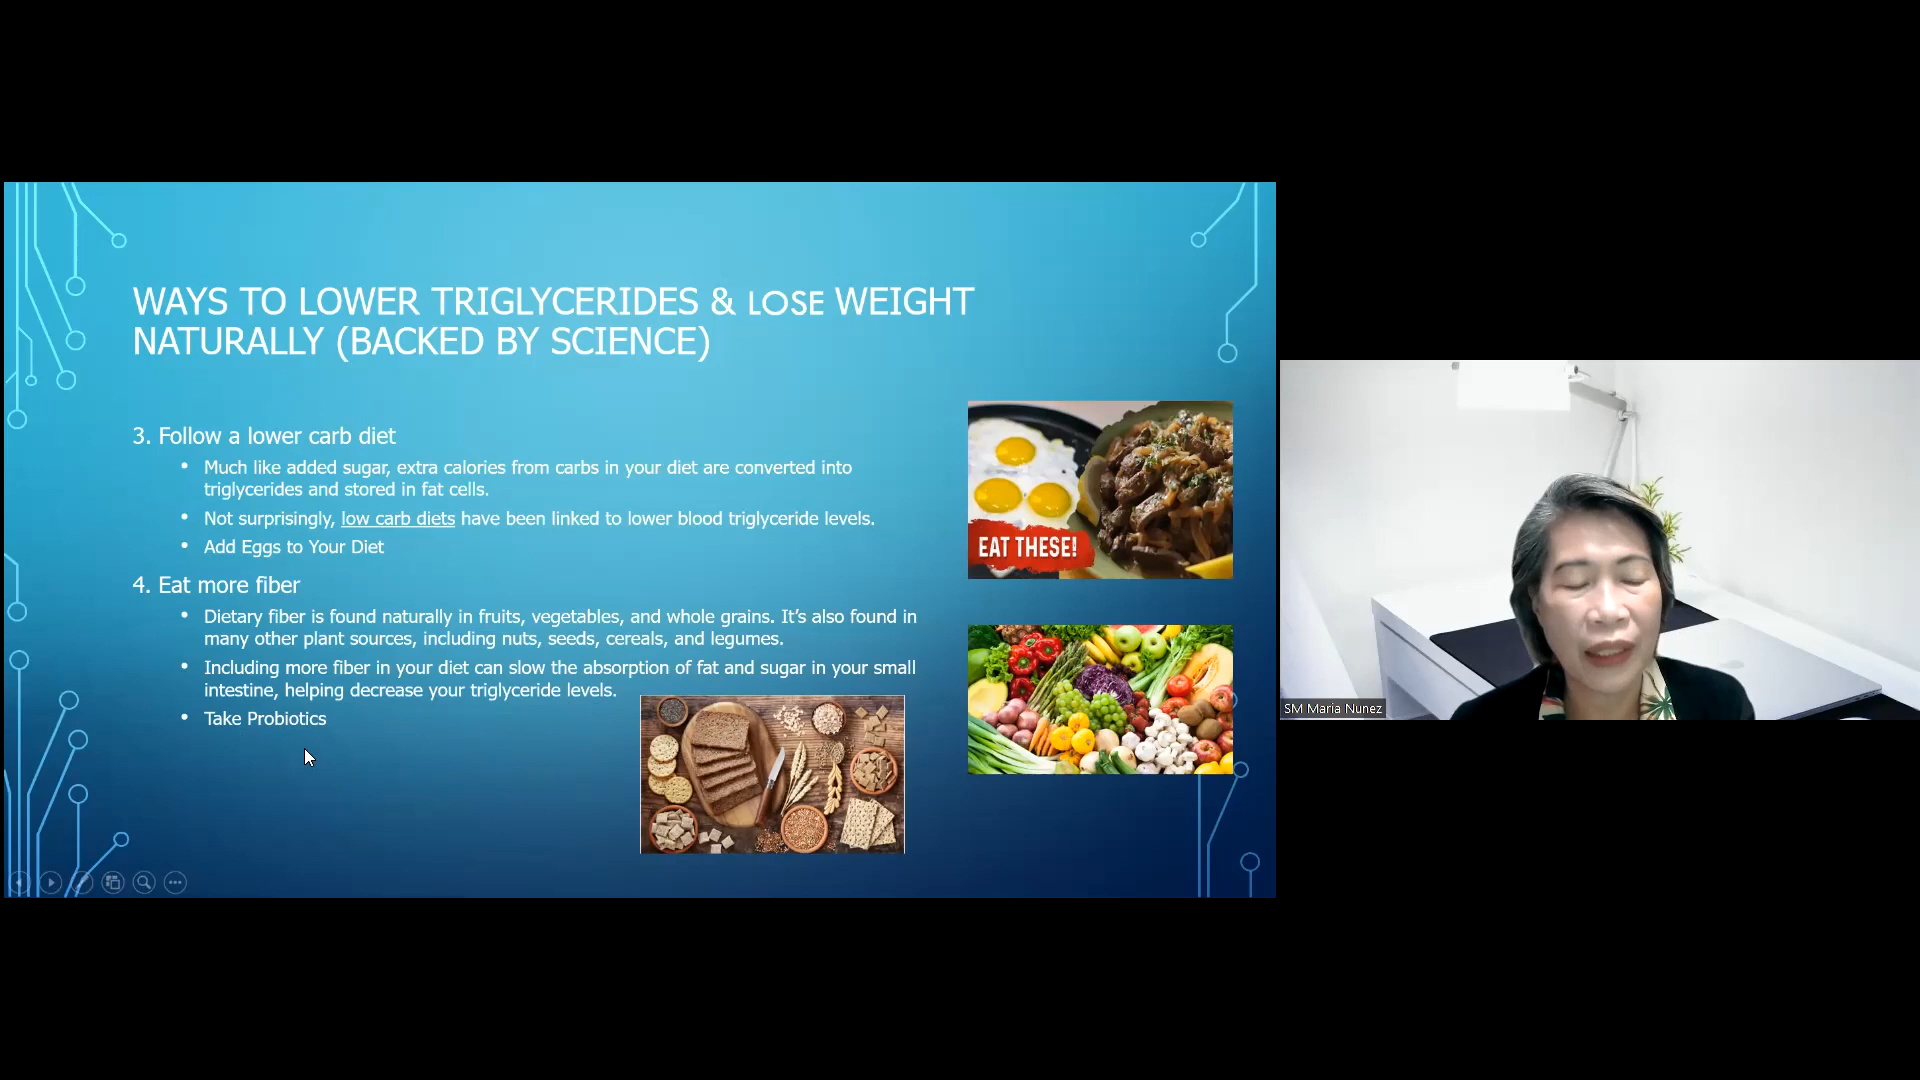 WAYS TO LOWER TRIGLYCERIDES & LOSE WEIGHT
NATURALLY (BACKED BY SCIENCE)
3. Follow a lower carb diet
• Much like added sugar, extra calories from carbs in your diet are converted into
triglycerides and stored in fat cells.
• Not surprisingly, low carb diets have been linked to lower blood triglyceride levels.
• Add Eggs to Your Diet
4. Eat more fiber
• Dietary fiber is found naturally in fruits, vegetables, and whole grains. It’s also found in
many other plant sources, including nuts, seeds, cereals, and legumes.
• Including more fiber in your diet can slow the absorption of fat and sugar in your small
intestine, helping decrease your triglyceride levels.
• Take Probiotics
EAT THESE!
SM Maria Nunez